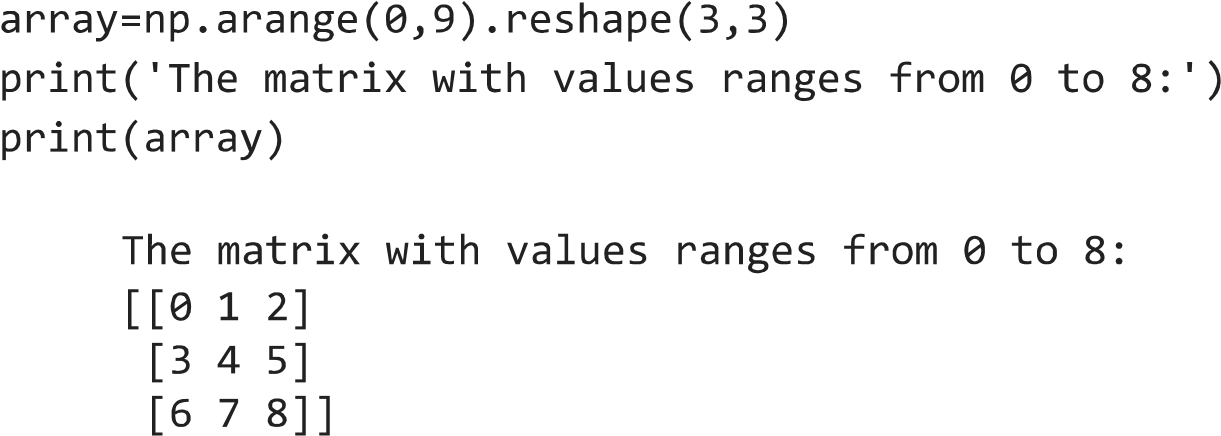 array=np.arange(0,9).reshape(3,3)
print('The matrix with values ranges from 0 to 8:')
print(array)
The matrix with values ranges from 0 to 8:
[[0 1 2]
[3 4 5]
[6 7 8]]